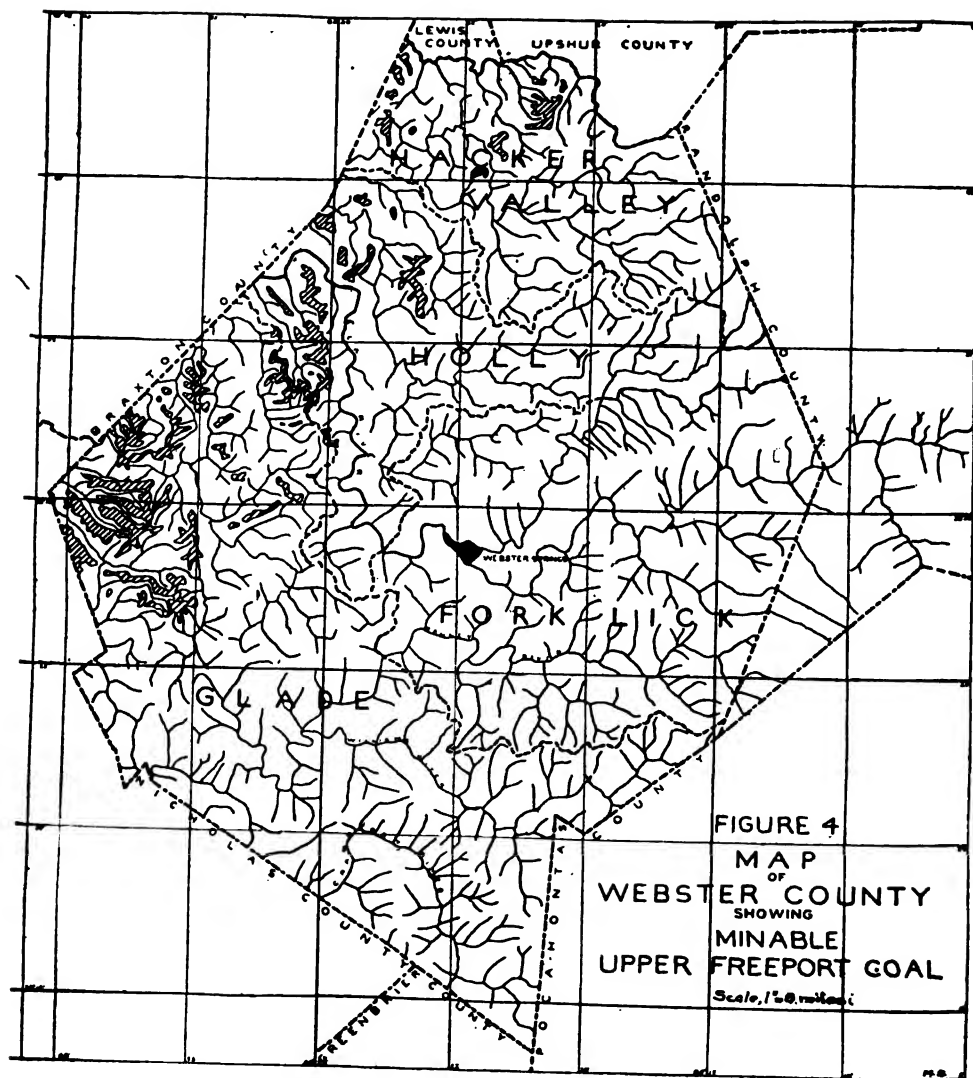 LEWIS
COUNTY
UPSHUR COUNTY
HACKER
VALLEY
RANDOLPH COUNTY
BRAXTON COUNTY
HOLLY
WEBSTER SPRINGS
FORK LICK
GLADE
NICHOLAS COUNTY
POCAHONTAS COUNTY
GREENBRIER COUNTY
FIGURE 4
MAP
OF
WEBSTER COUNTY
SHOWING
MINABLE
UPPER FREEPORT COAL